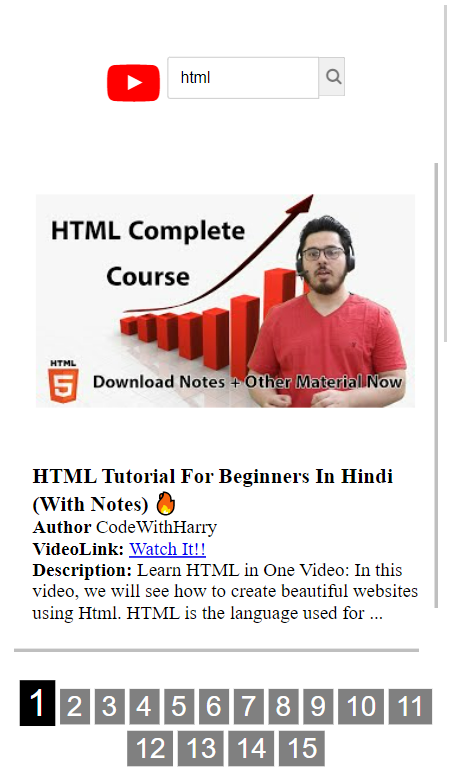 html
HTML Complete
Course
HTML
5
Download Notes + Other Material Now
HTML Tutorial For Beginners In Hindi
(With Notes) 🔥
Author CodeWithHarry
VideoLink: Watch It!!
Description: Learn HTML in One Video: In this
video, we will see how to create beautiful websites
using Html. HTML is the language used for ...
1 2 3 4 5 6 7 8 9 10 11
12 13 14 15